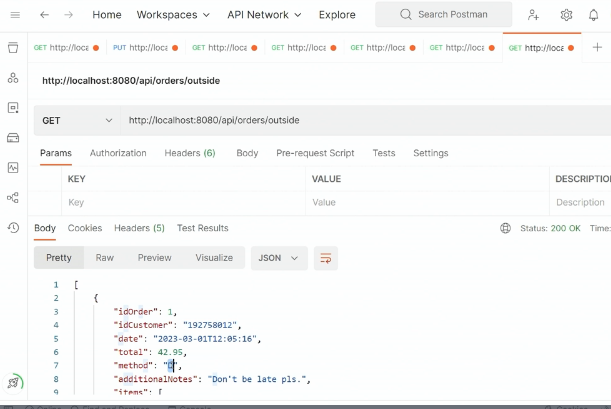 Home Workspaces API Network Explore Search Postman
GET http://loca PUT http://loca GET http://loca GET http://loca GET http://loca GET http://loca GET http://loca
http://localhost:8080/api/orders/outside
GET http://localhost:8080/api/orders/outside
Params Authorization Headers (6) Body Pre-request Script Tests Settings
KEY VALUE DESCRIPTIO
Key Value Description
Body Cookies Headers (5) Test Results Status: 200 OK Time:
Pretty Raw Preview Visualize JSON
1 [
2 {
3 "idOrder": 1,
4 "idCustomer": "192758012",
5 "date": "2023-03-01T12:05:16",
6 "total": 42.95,
7 "method": "
8 "additionalNotes": "Don't be late pls.",
9 "items": [